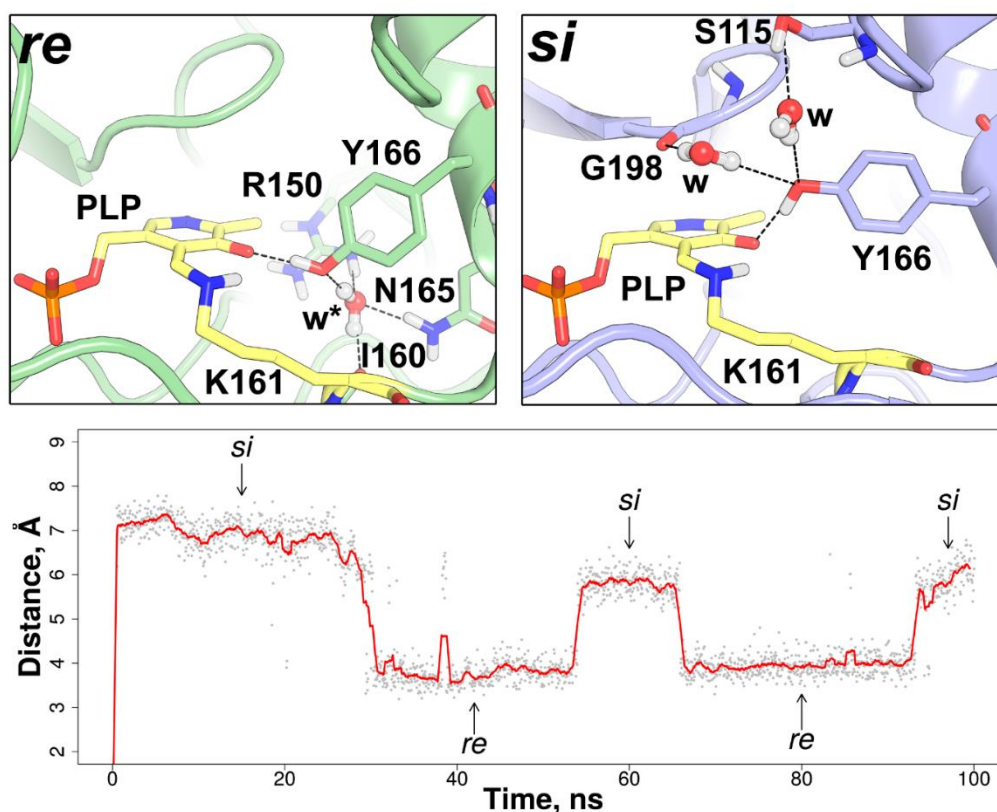 re
PLP
R150
Y166
N165
w*
I160
K161
si
S115
w
G198
w
Y166
PLP
K161
Distance, Å
9
8
7
6
5
4
3
2
si
si
si
re
re
0
20
40
60
80
100
Time, ns